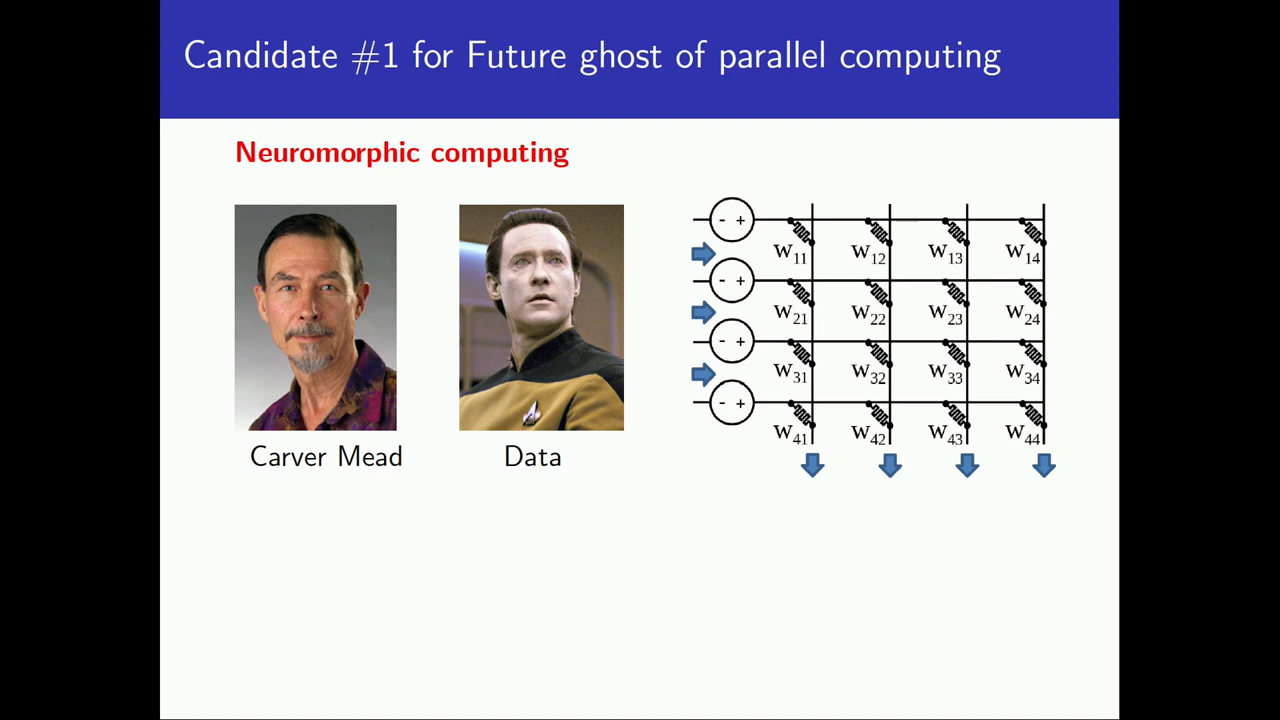 Candidate #1 for Future ghost of parallel computing
Neuromorphic computing
Carver Mead
Data
- +
w11 w12 w13 w14
- +
w21 w22 w23 w24
- +
w31 w32 w33 w34
- +
w41 w42 w43 w44